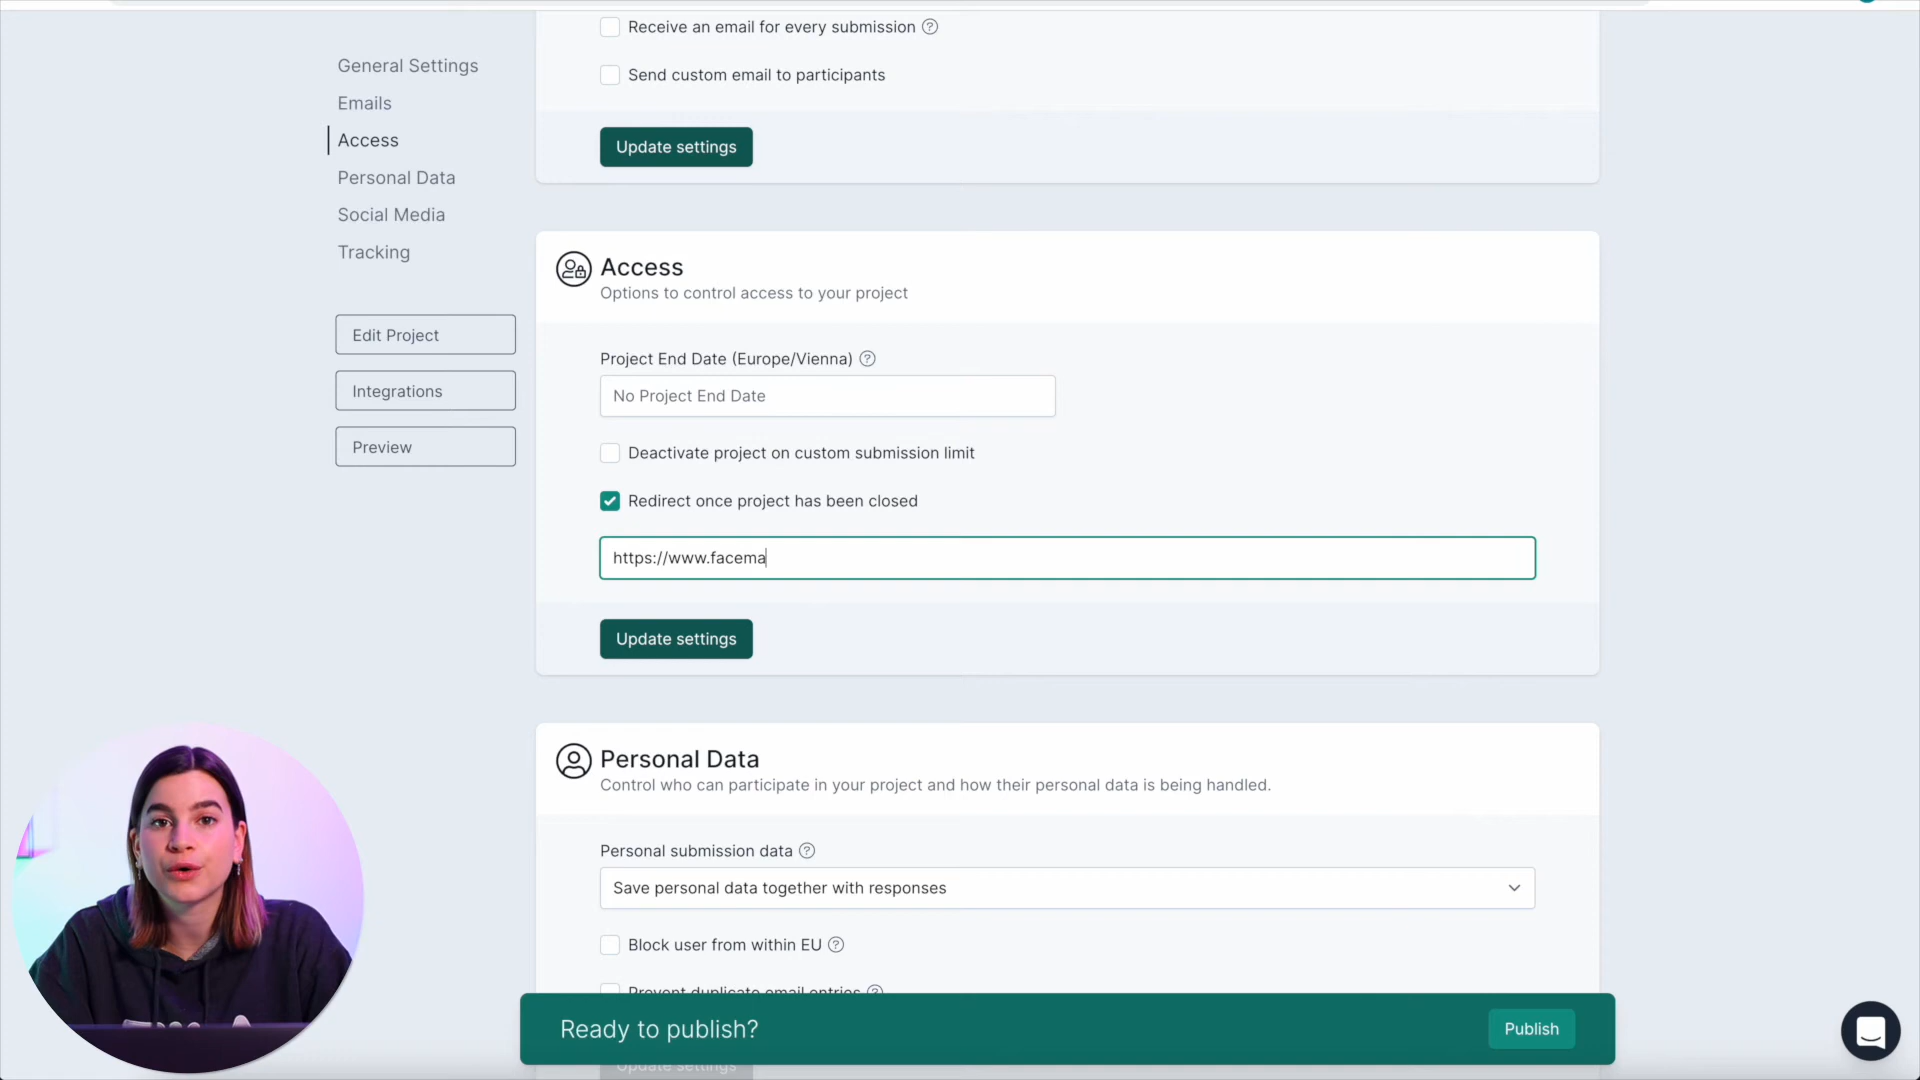 Receive an email for every submission
Send custom email to participants
Update settings
General Settings
Emails
Access
Personal Data
Social Media
Tracking
Edit Project
Integrations
Preview
Access
Options to control access to your project
Project End Date (Europe/Vienna)
No Project End Date
Deactivate project on custom submission limit
Redirect once project has been closed
https://www.facema
Update settings
Personal Data
Control who can participate in your project and how their personal data is being handled.
Personal submission data
Save personal data together with responses
Block user from within EU
Prevent duplicate email entries
Ready to publish?
Publish
Update settings